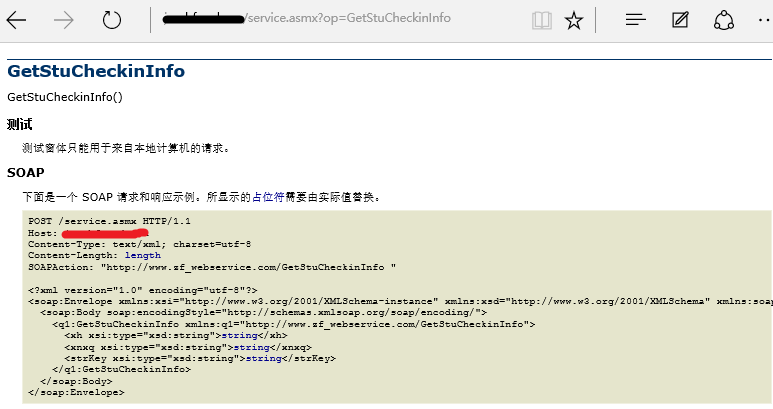 /service.asmx?op=GetStuCheckinInfo
GetStuCheckinInfo
GetStuCheckinInfo()
测试
测试窗体只能用于来自本地计算机的请求。
SOAP
下面是一个 SOAP 请求和响应示例。所显示的占位符需要由实际值替换。
POST /service.asmx HTTP/1.1
Host:
Content-Type: text/xml; charset=utf-8
Content-Length: length
SOAPAction: "http://www.zf_webservice.com/GetStuCheckinInfo "
<?xml version="1.0" encoding="utf-8"?>
<soap:Envelope xmlns:xsi="http://www.w3.org/2001/XMLSchema-instance" xmlns:xsd="http://www.w3.org/2001/XMLSchema" xmlns:soap
<soap:Body soap:encodingStyle="http://schemas.xmlsoap.org/soap/encoding/">
<q1:GetStuCheckinInfo xmlns:q1="http://www.zf_webservice.com/GetStuCheckinInfo">
<xh xsi:type="xsd:string">string</xh>
<xnxq xsi:type="xsd:string">string</xnxq>
<strKey xsi:type="xsd:string">string</strKey>
</q1:GetStuCheckinInfo>
</soap:Body>
</soap:Envelope>